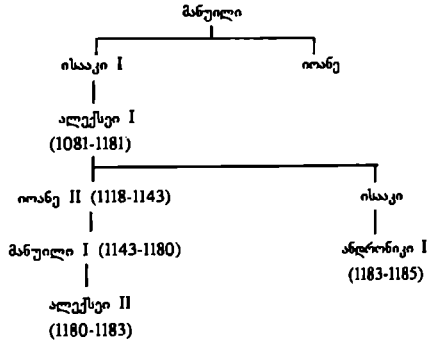 მანუილი
ისააკი I იოანე
ალექსეი I
(1081-1181)
იოანე II (1118-1143) ისააკი
მანუილი I (1143-1180) ანდრონიკი I
ალექსეი II (1183-1185)
(1180-1183)